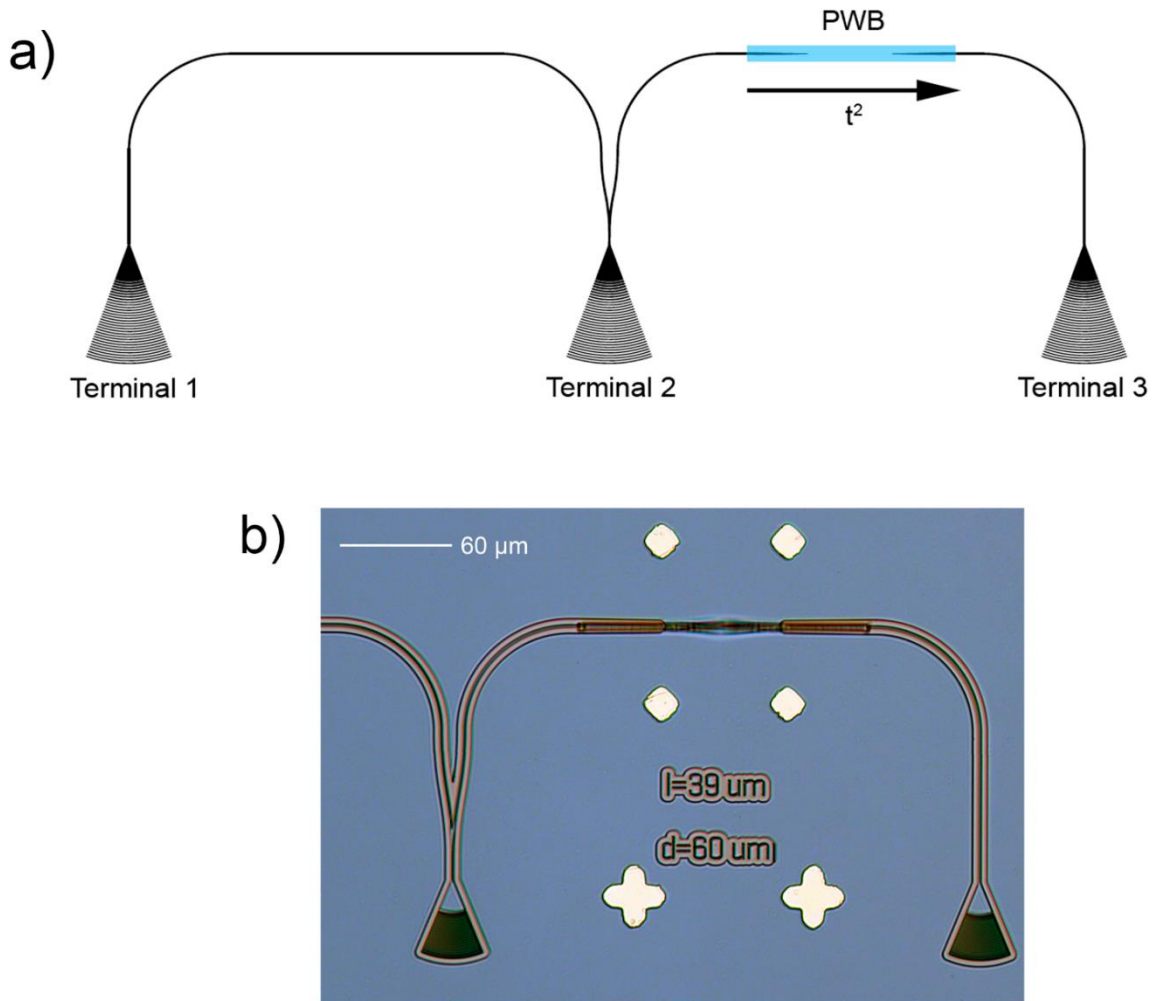 a)
PWB
t²
Terminal 1
Terminal 2
Terminal 3
b)
60 µm
l=39 um
d=60 um